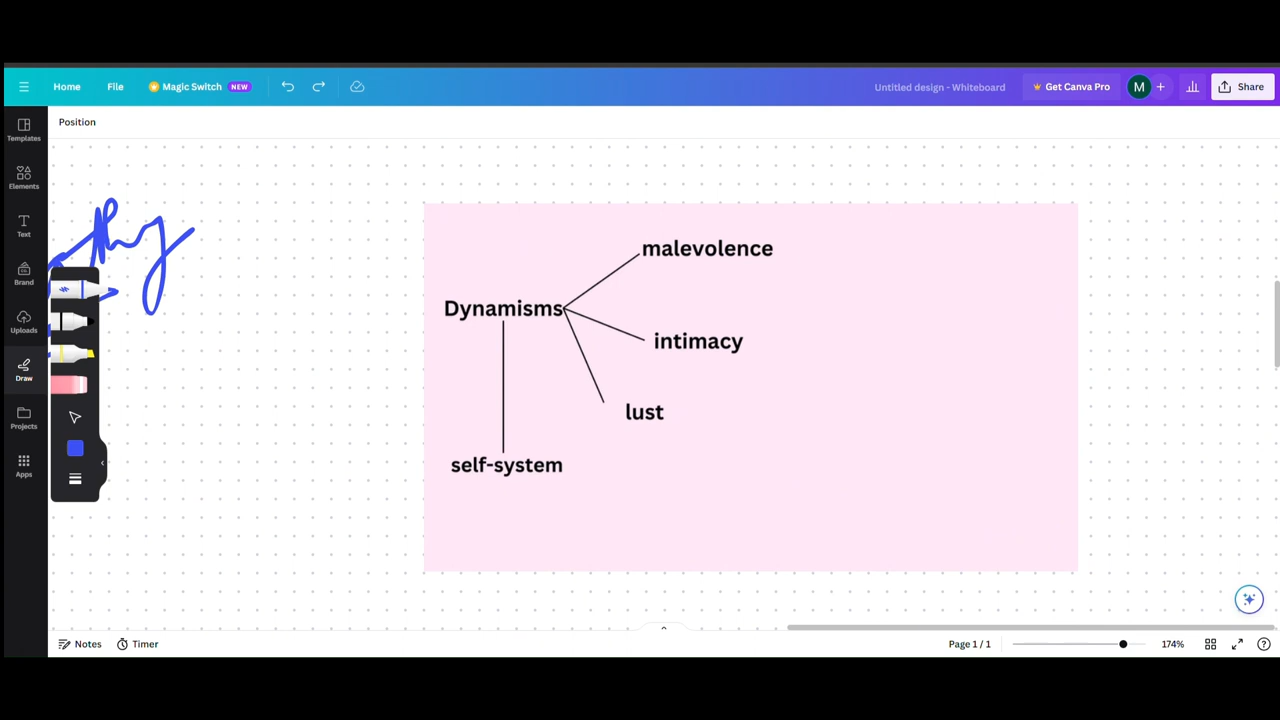 Home File Magic Switch NEW Untitled design - Whiteboard Get Canva Pro M + Share
Position
Templates
Elements
Text
Brand
Uploads
Draw
Projects
Apps
malevolence
Dynamisms
intimacy
lust
self-system
Notes Timer Page 1 / 1 174%